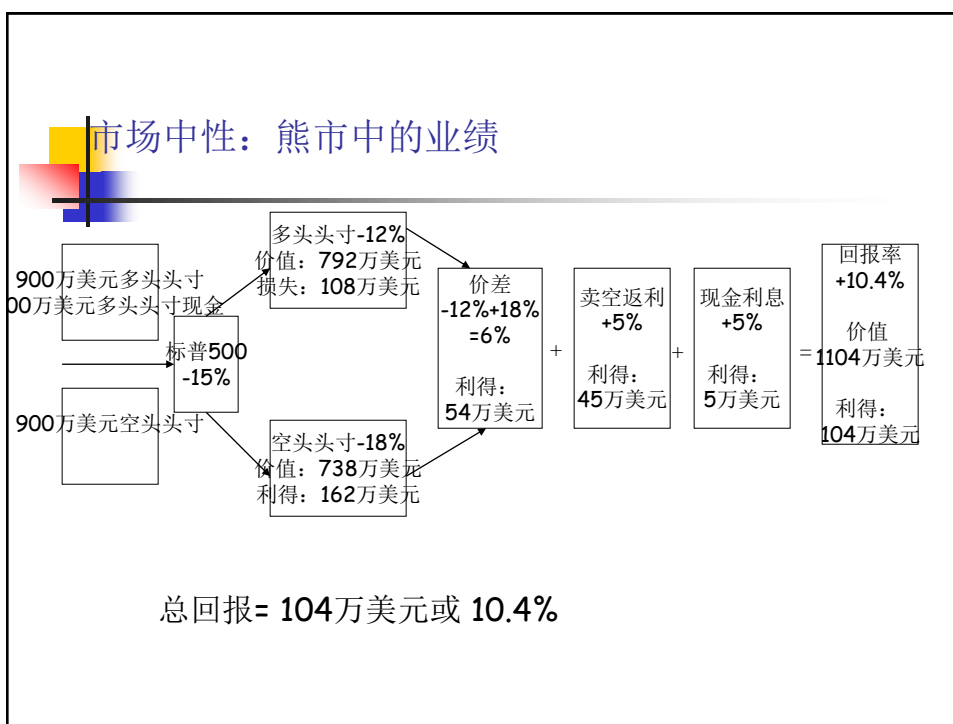 市场中性：熊市中的业绩
900万美元多头头寸
00万美元多头头寸现金
900万美元空头头寸
标普500
-15%
多头头寸-12%
价值：792万美元
损失：108万美元
空头头寸-18%
价值：738万美元
利得：162万美元
价差
-12%+18%
=6%
利得：
54万美元
+
卖空返利
+5%
利得：
45万美元
+
现金利息
+5%
利得：
5万美元
=
回报率
+10.4%
价值
1104万美元
利得：
104万美元
总回报= 104万美元或 10.4%